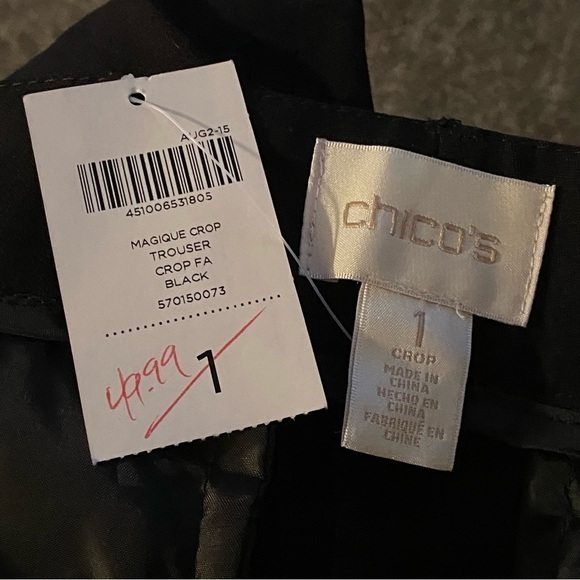 AUG2-15
451006531805
MAGIQUE CROP
TROUSER
CROP FA
BLACK
570150073
49.99
1
chico's
1
CROP
MADE IN
CHINA
HECHO EN
CHINA
FABRIQUÉ EN
CHINE